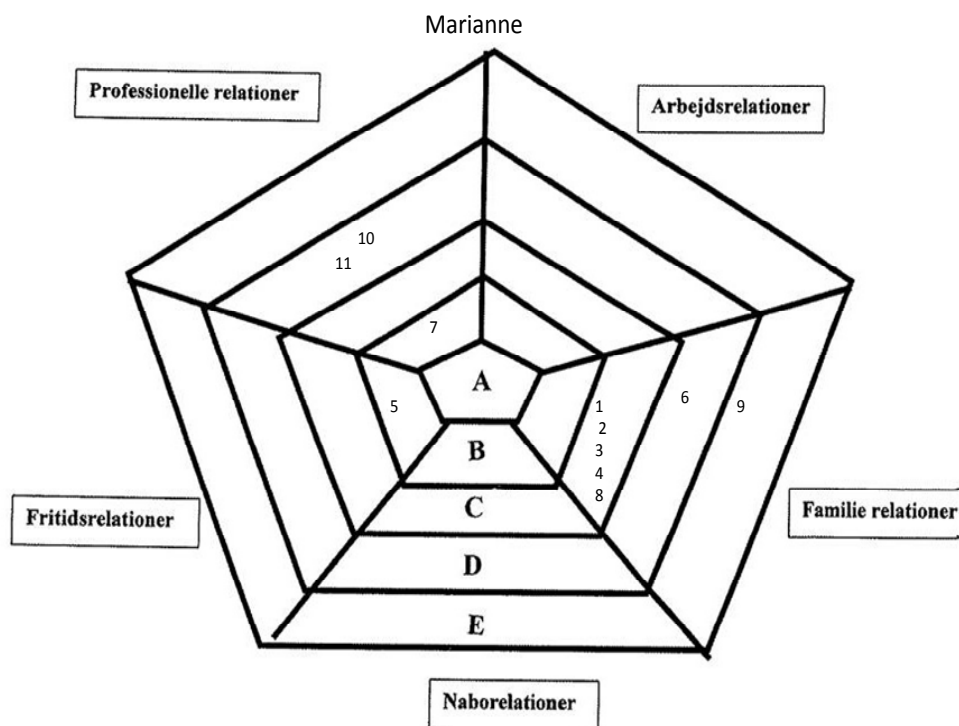 Marianne
Professionelle relationer
Arbejdsrelationer
10
11
7
A
5
1
6
9
2
B
3
4
8
C
Fritidsrelationer
Familie relationer
D
E
Naborelationer